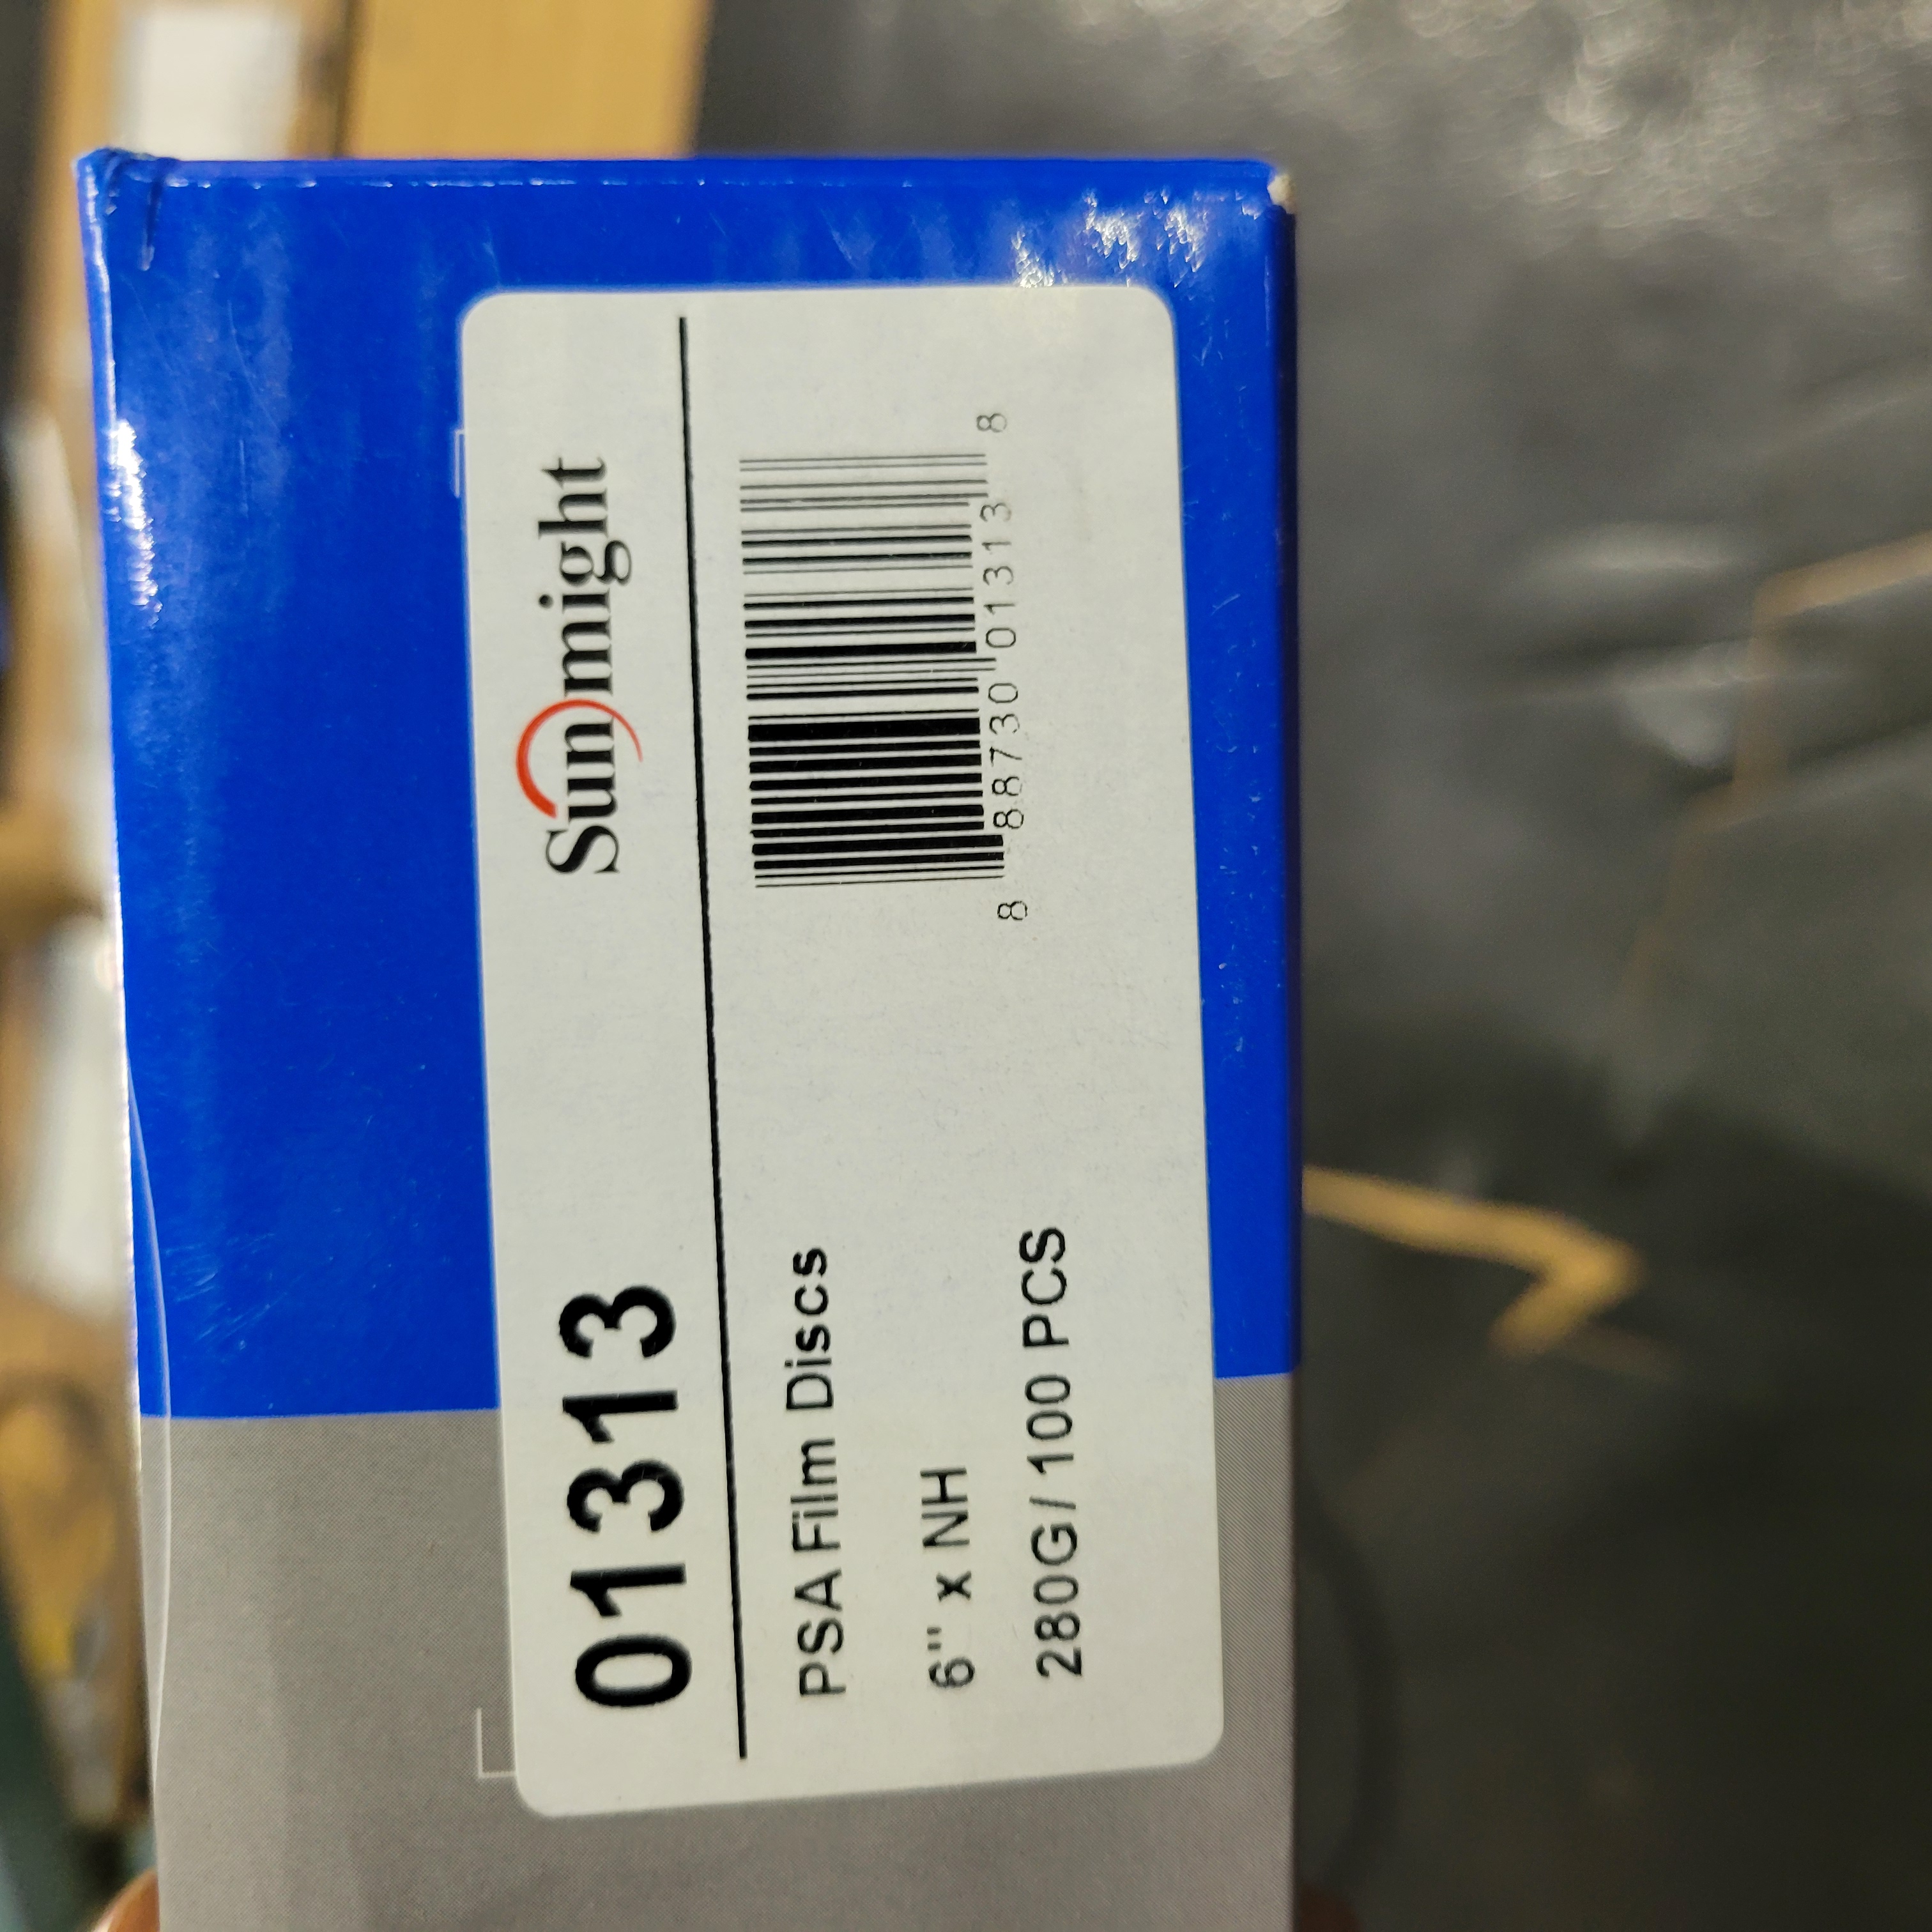 01313
Sunmight
PSA Film Discs
6" x NH
280G/ 100 PCS
8 88730 01313 8